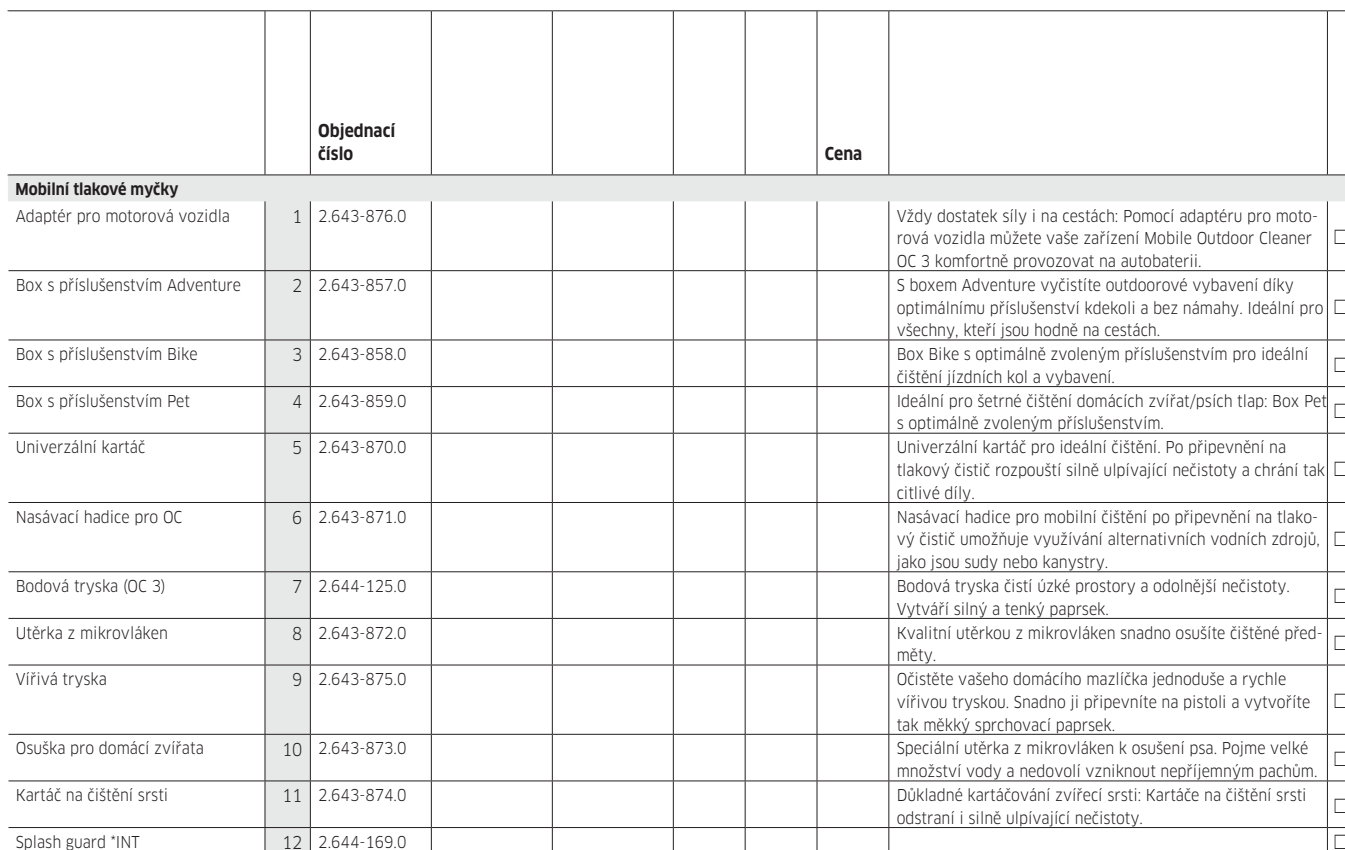 Objednací
číslo
Cena
Mobilní tlakové myčky
Adaptér pro motorová vozidla 1 2.643-876.0 Vždy dostatek síly i na cestách: Pomocí adaptéru pro moto-
rová vozidla můžete vaše zařízení Mobile Outdoor Cleaner
OC 3 komfortně provozovat na autobaterii.
Box s příslušenstvím Adventure 2 2.643-857.0 S boxem Adventure vyčistíte outdoorové vybavení díky
optimálnímu příslušenství kdekoli a bez námahy. Ideální pro
všechny, kteří jsou hodně na cestách.
Box s příslušenstvím Bike 3 2.643-858.0 Box Bike s optimálně zvoleným příslušenstvím pro ideální
čištění jízdních kol a vybavení.
Box s příslušenstvím Pet 4 2.643-859.0 Ideální pro šetrné čištění domácích zvířat/psích tlap: Box Pet
s optimálně zvoleným příslušenstvím.
Univerzální kartáč 5 2.643-870.0 Univerzální kartáč pro ideální čištění. Po připevnění na
tlakový čistič rozpouští silně ulpívající nečistoty a chrání tak
citlivé díly.
Nasávací hadice pro OC 6 2.643-871.0 Nasávací hadice pro mobilní čištění po připevnění na tlako-
vý čistič umožňuje využívání alternativních vodních zdrojů,
jako jsou sudy nebo kanystry.
Bodová tryska (OC 3) 7 2.644-125.0 Bodová tryska čistí úzké prostory a odolnější nečistoty.
Vytváří silný a tenký paprsek.
Utěrka z mikrovláken 8 2.643-872.0 Kvalitní utěrkou z mikrovláken snadno osušíte čištěné před-
měty.
Vířivá tryska 9 2.643-875.0 Očistěte vašeho domácího mazlíčka jednoduše a rychle
vířivou tryskou. Snadno ji připevníte na pistoli a vytvoříte
tak měkký sprchovací paprsek.
Osuška pro domácí zvířata 10 2.643-873.0 Speciální utěrka z mikrovláken k osušení psa. Pojme velké
množství vody a nedovolí vzniknout nepříjemným pachům.
Kartáč na čištění srsti 11 2.643-874.0 Důkladné kartáčování zvířecí srsti: Kartáče na čištění srsti
odstraní i silně ulpívající nečistoty.
Splash guard *INT 12 2.644-169.0